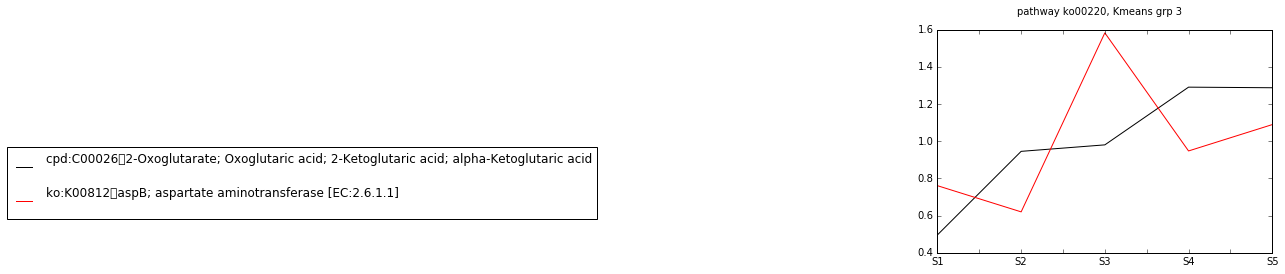 pathway ko00220, Kmeans grp 3
1.6
1.4
1.2
1.0
0.8
0.6
0.4
S1 S2 S3 S4 S5
cpd:C00026▯2-Oxoglutarate; Oxoglutaric acid; 2-Ketoglutaric acid; alpha-Ketoglutaric acid
ko:K00812▯aspB; aspartate aminotransferase [EC:2.6.1.1]